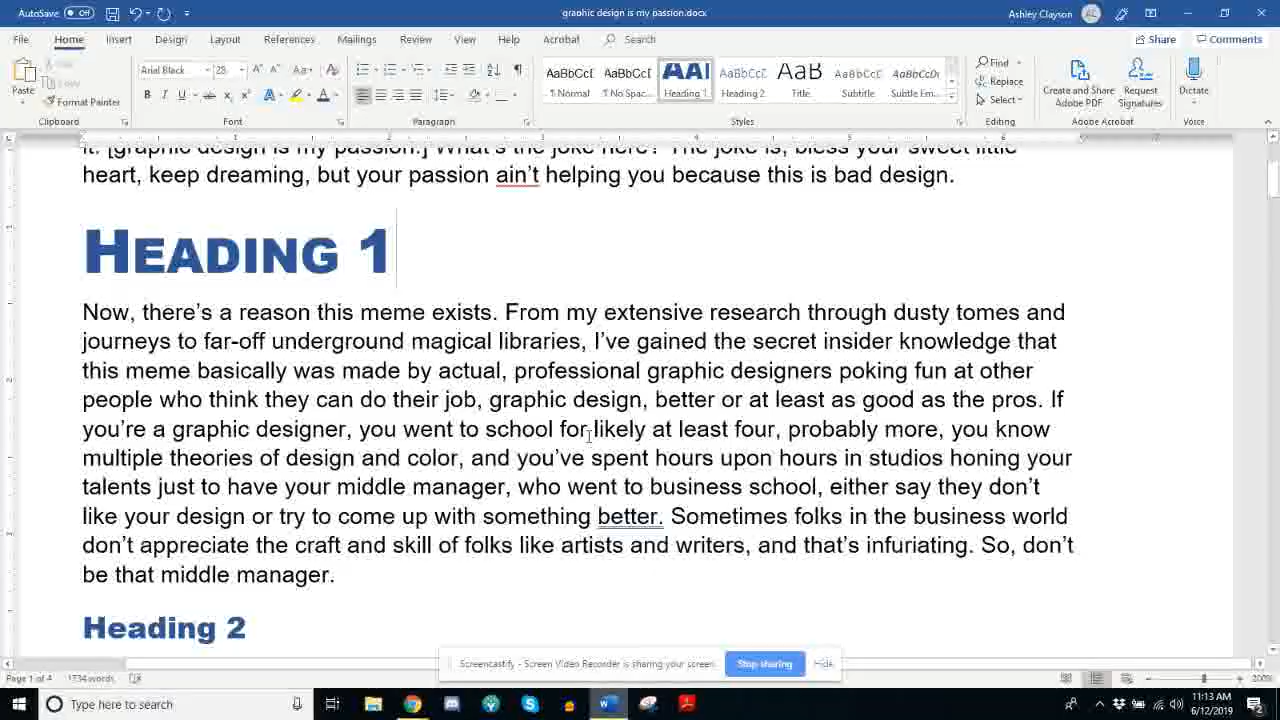 AutoSave Off
graphic design is my passion.docx
Ashley Clayson AC
File Home Insert Design Layout References Mailings Review View Help Acrobat Search
Share Comments
Paste
Format Painter
Clipboard
Arial Black 28
Font
Paragraph
AaBbCcD AaBbCcD AABI AaBbCcD AaB AaBbCcD AaBbCcDd
¶ Normal ¶ No Spac... Heading 1 Heading 2 Title Subtitle Subtle Em...
Styles
Find
Replace
Select
Editing
Create and Share Adobe PDF
Request Signatures
Adobe Acrobat
Dictate
Voice
it. [graphic design is my passion.] What's the joke here? The joke is, bless your sweet little
heart, keep dreaming, but your passion ain't helping you because this is bad design.
HEADING 1
Now, there's a reason this meme exists. From my extensive research through dusty tomes and
journeys to far-off underground magical libraries, I've gained the secret insider knowledge that
this meme basically was made by actual, professional graphic designers poking fun at other
people who think they can do their job, graphic design, better or at least as good as the pros. If
you're a graphic designer, you went to school for likely at least four, probably more, you know
multiple theories of design and color, and you've spent hours upon hours in studios honing your
talents just to have your middle manager, who went to business school, either say they don't
like your design or try to come up with something better. Sometimes folks in the business world
don't appreciate the craft and skill of folks like artists and writers, and that's infuriating. So, don't
be that middle manager.
Heading 2
Screencastify - Screen Video Recorder is sharing your screen. Stop sharing Hide
Page 1 of 4 1734 words
200%
Type here to search
11:13 AM
6/12/2019